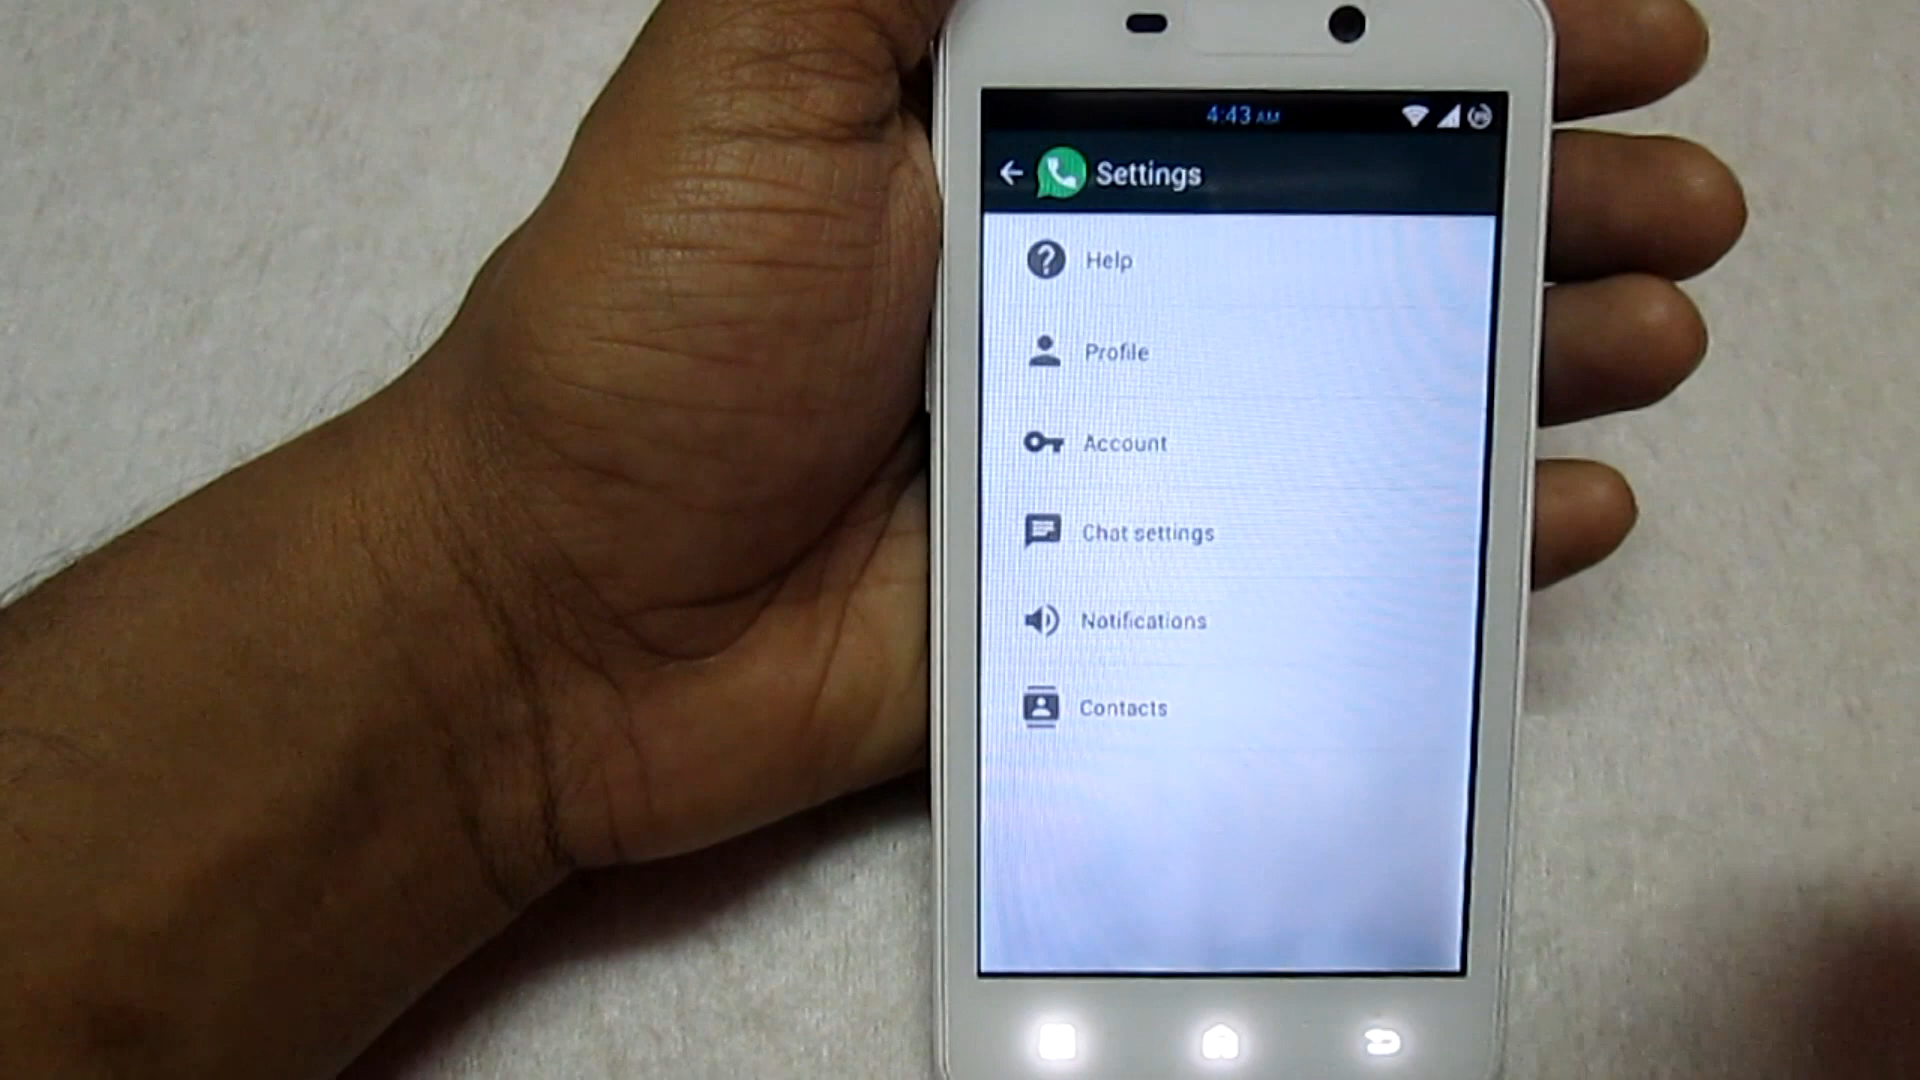 4:43 AM
Settings
Help
Profile
Account
Chat settings
Notifications
Contacts